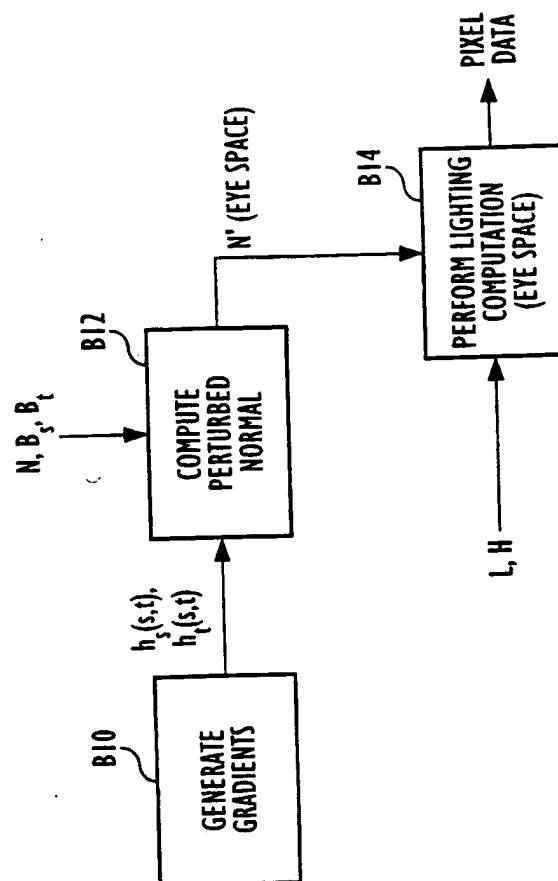 B10
GENERATE
GRADIENTS
h_s(s,t),
h_t(s,t)
N, B_s, B_t
B12
COMPUTE
PERTURBED
NORMAL
N' (EYE SPACE)
L, H
B14
PERFORM LIGHTING
COMPUTATION
(EYE SPACE)
PIXEL
DATA